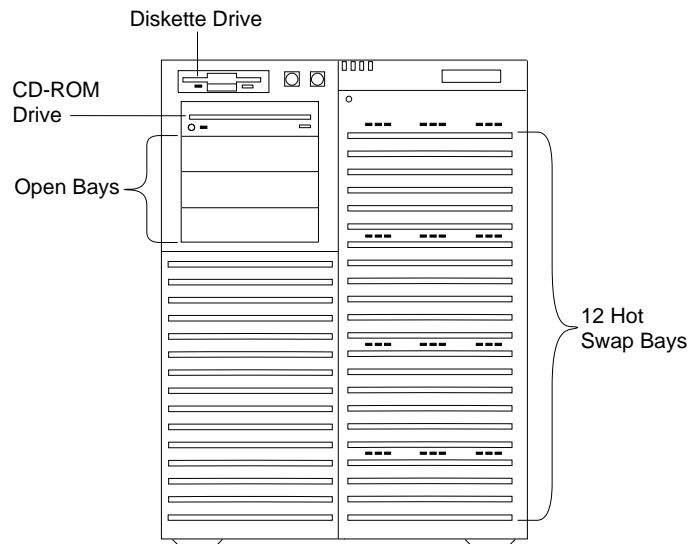 Diskette Drive
CD-ROM
Drive
Open Bays
12 Hot
Swap Bays